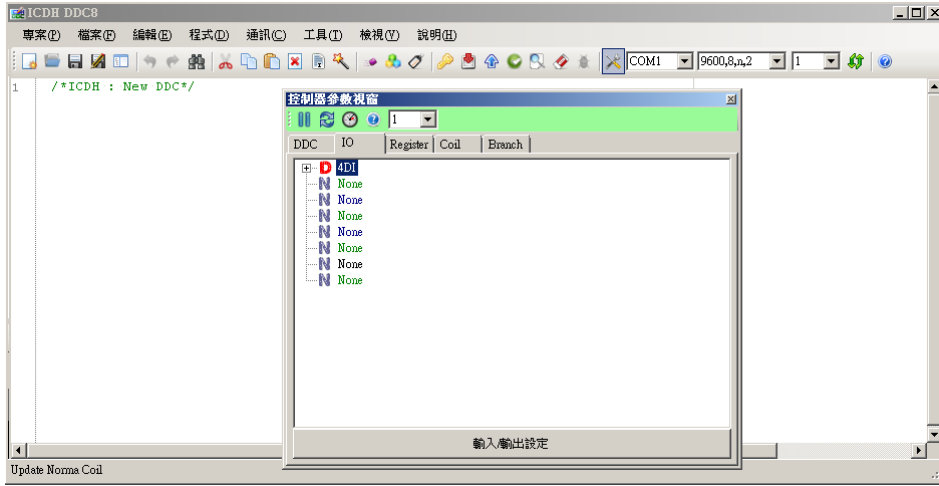 ICDH DDC8
專案(P) 檔案(F) 編輯(E) 程式(D) 通訊(C) 工具(T) 檢視(V) 說明(H)
COM1 9600,8,n,2 1
1 /*ICDH : New DDC*/
控制器參數視窗
1
DDC IO Register Coil Branch
D 4DI
N None
N None
N None
N None
N None
N None
N None
輸入/輸出設定
Update Norma Coil